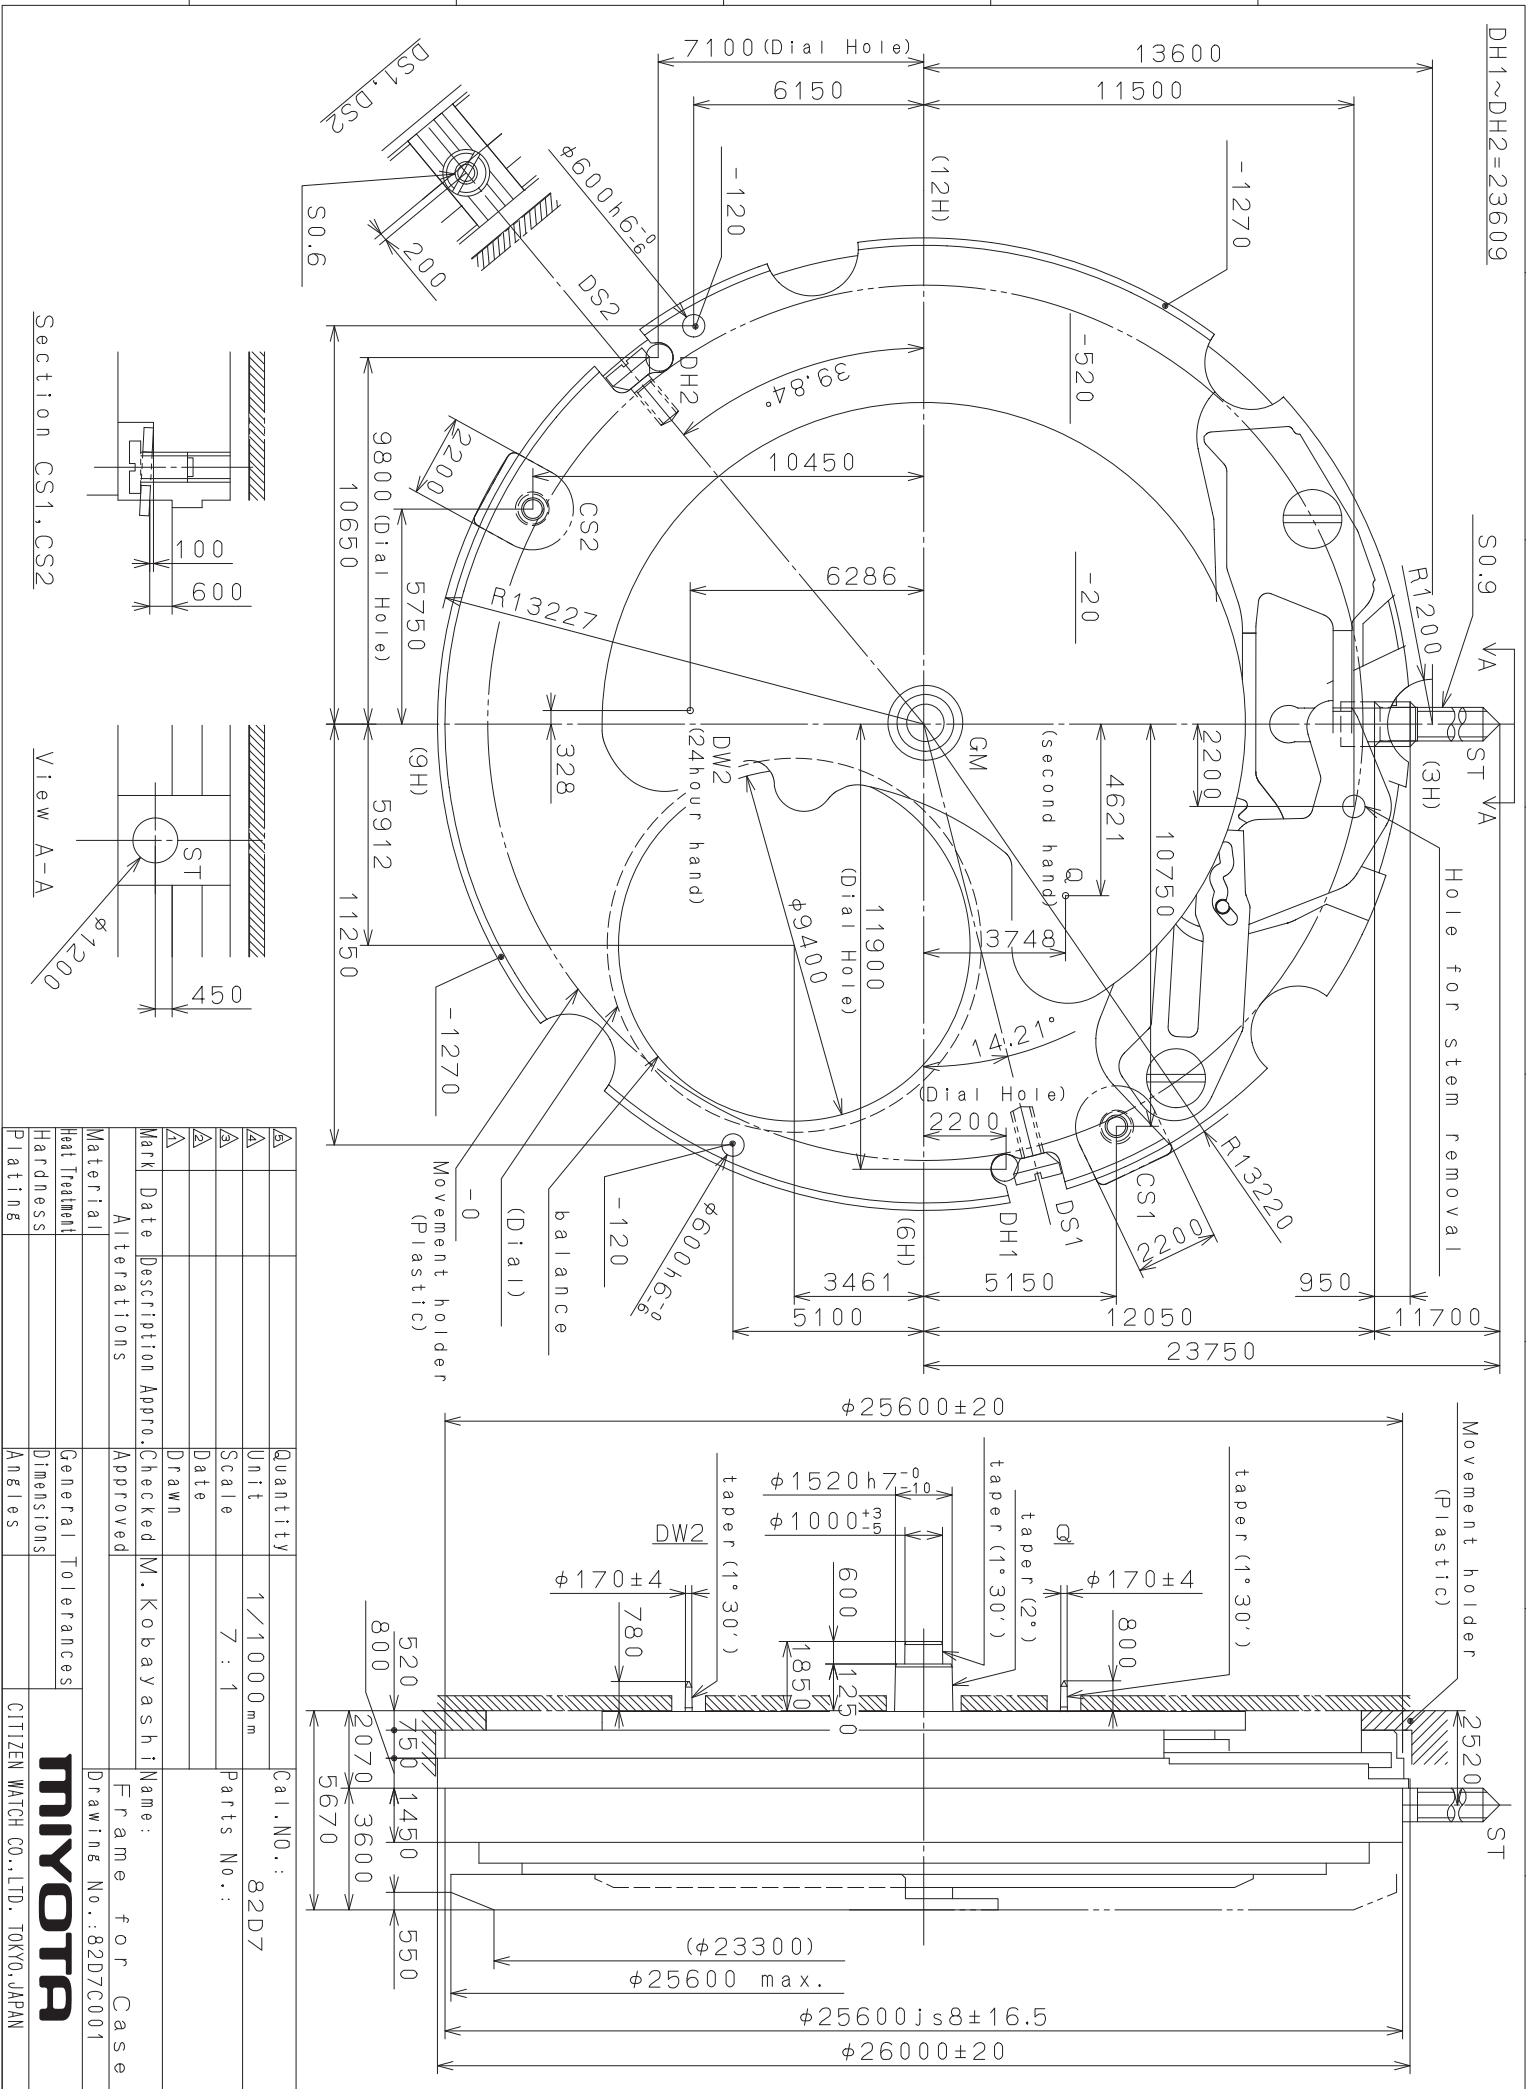 DH1~DH2=23609
7100(Dial Hole)
13600
6150
11500
DS1,DS2
S0.6
200
φ600h6-0-6
-120
(12H)
-1270
-520
DS2
DH2
39.84°
S0.9
R1200
A
A
ST
(3H)
2200
9800(Dial Hole)
10650
10450
CS2
5750
R13227
6286
-20
GM
(second hand)
Q
4621
10750
2200
Hole for stem removal
DW2
(24hour hand)
328
(9H)
5912
11250
φ9400
11900
(Dial Hole)
3748
14.21°
(Dial Hole)
2200
R13220
CS1
2200
DS1
DH1
(6H)
-1270
Movement holder
(Plastic)
-0
(Dial)
balance
-120
φ600h6-0-6
3461
5100
5150
12050
950
11700
23750
Section CS1,CS2
100
600
View A-A
ST
φ1200
450
φ25600±20
Movement holder
(Plastic)
taper(1°30′)
taper(2°)
taper(1°30′)
taper(1°30′)
φ1520h7-0-10
φ1000+3-5
DW2
Q
φ170±4
φ170±4
780
600
800
1850
1250
520
800
750
2070
1450
3600
5670
550
2520
ST
(φ23300)
φ25600 max.
φ25600js8±16.5
φ26000±20
5
4
3
2
1
Mark Date Description Appro.
Alterations
Material
Heat Treatment
Hardness
Plating
Quantity
Unit 1/1000mm
Scale 7:1
Date
Drawn
Checked M.Kobayashi
Approved
General Tolerances
Dimensions
Angles
Cal.NO.: 82D7
Parts No.:
Name:
Frame for Case
Drawing No.:82D7C001
MIYOTA
CITIZEN WATCH CO.,LTD. TOKYO,JAPAN